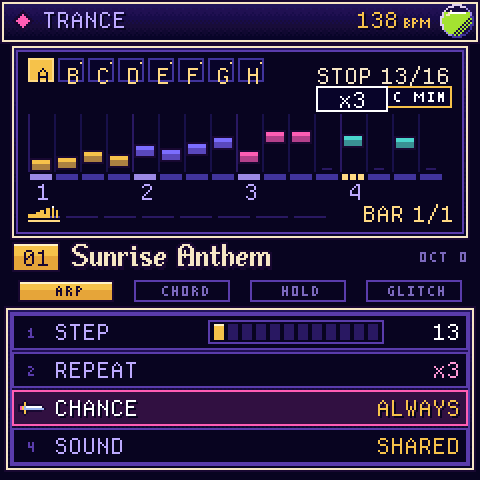 TRANCE 138 BPM
A B C D E F G H STOP 13/16
x3 C MIN
1 2 3 4
BAR 1/1
01 Sunrise Anthem OCT 0
ARP CHORD HOLD GLITCH
1 STEP 13
2 REPEAT x3
CHANCE ALWAYS
4 SOUND SHARED